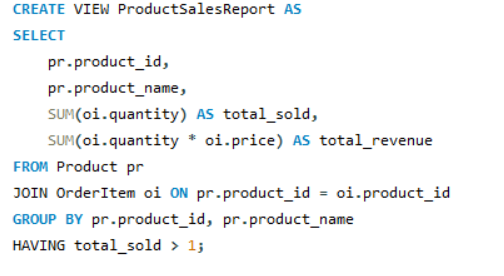 CREATE VIEW ProductSalesReport AS
SELECT
    pr.product_id,
    pr.product_name,
    SUM(oi.quantity) AS total_sold,
    SUM(oi.quantity * oi.price) AS total_revenue
FROM Product pr
JOIN OrderItem oi ON pr.product_id = oi.product_id
GROUP BY pr.product_id, pr.product_name
HAVING total_sold > 1;